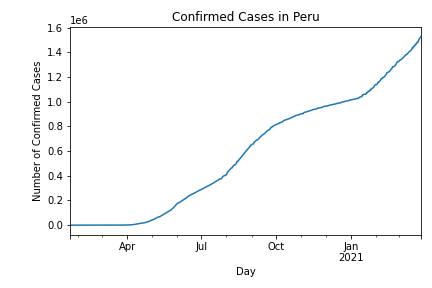 Confirmed Cases in Peru
1e6
1.6
1.4
1.2
1.0
0.8
0.6
0.4
0.2
0.0
Number of Confirmed Cases
Apr
Jul
Oct
Jan
2021
Day